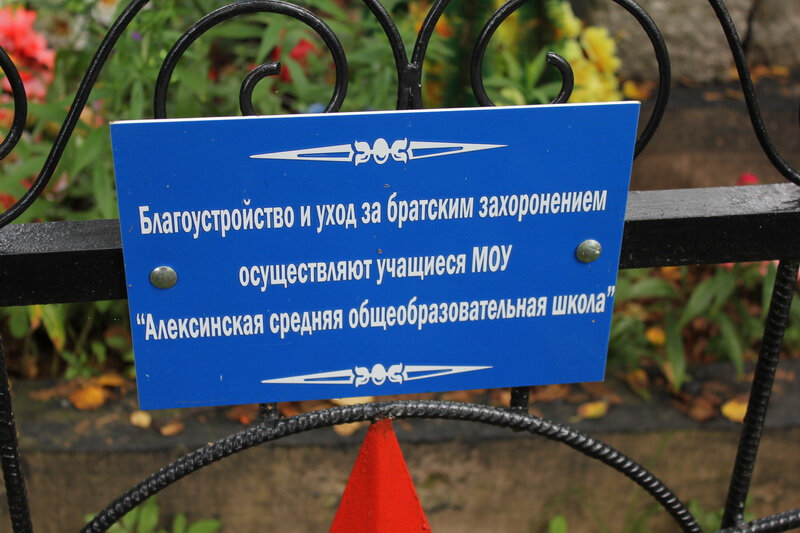 Благоустройство и уход за братским захоронением
осуществляют учащиеся МОУ
“Алексинская средняя общеобразовательная школа”